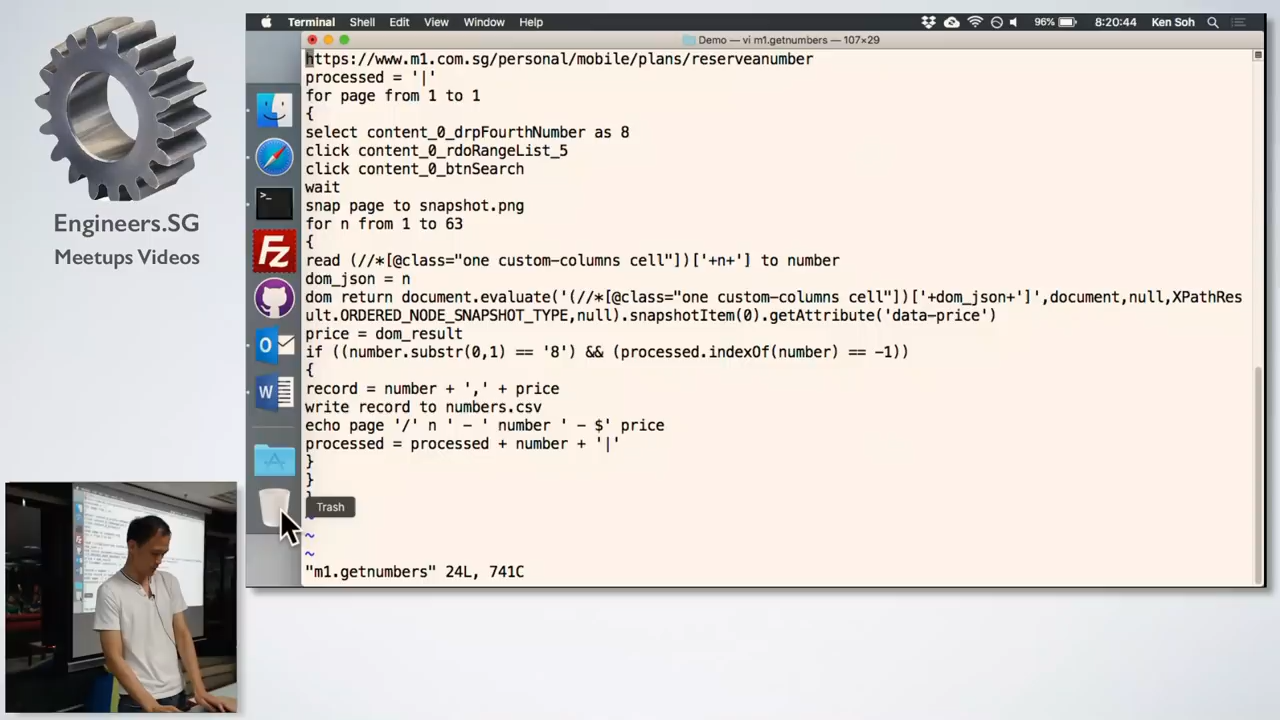 Terminal Shell Edit View Window Help 96% 8:20:44 Ken Soh
Demo — vi m1.getnumbers — 107×29
https://www.m1.com.sg/personal/mobile/plans/reserveanumber
processed = '|'
for page from 1 to 1
{
select content_0_drpFourthNumber as 8
click content_0_rdoRangeList_5
click content_0_btnSearch
wait
snap page to snapshot.png
for n from 1 to 63
{
read (//*[@class="one custom-columns cell"])['+n+'] to number
dom_json = n
dom return document.evaluate('(//*[@class="one custom-columns cell"])['+dom_json+']',document,null,XPathRes
ult.ORDERED_NODE_SNAPSHOT_TYPE,null).snapshotItem(0).getAttribute('data-price')
price = dom_result
if ((number.substr(0,1) == '8') && (processed.indexOf(number) == -1))
{
record = number + ',' + price
write record to numbers.csv
echo page '/' n ' - ' number ' - $' price
processed = processed + number + '|'
}
}
}
~
~
~
"m1.getnumbers" 24L, 741C
Trash
Fz
Engineers.SG
Meetups Videos